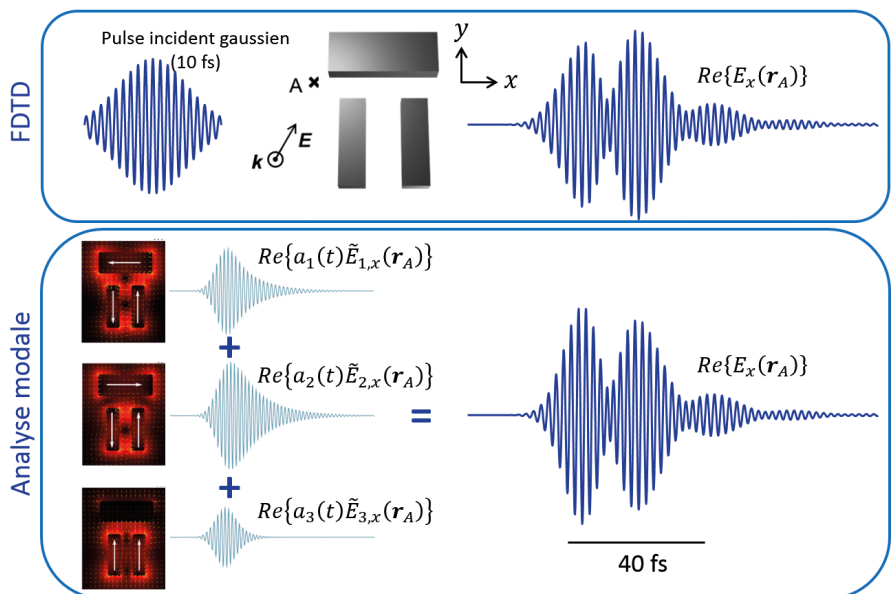 FDTD
Pulse incident gaussien
(10 fs)
A
E
k
y
x
Re{E_x(r_A)}
Analyse modale
Re{a_1(t)Ẽ_{1,x}(r_A)}
+
Re{a_2(t)Ẽ_{2,x}(r_A)}
=
+
Re{a_3(t)Ẽ_{3,x}(r_A)}
Re{E_x(r_A)}
40 fs